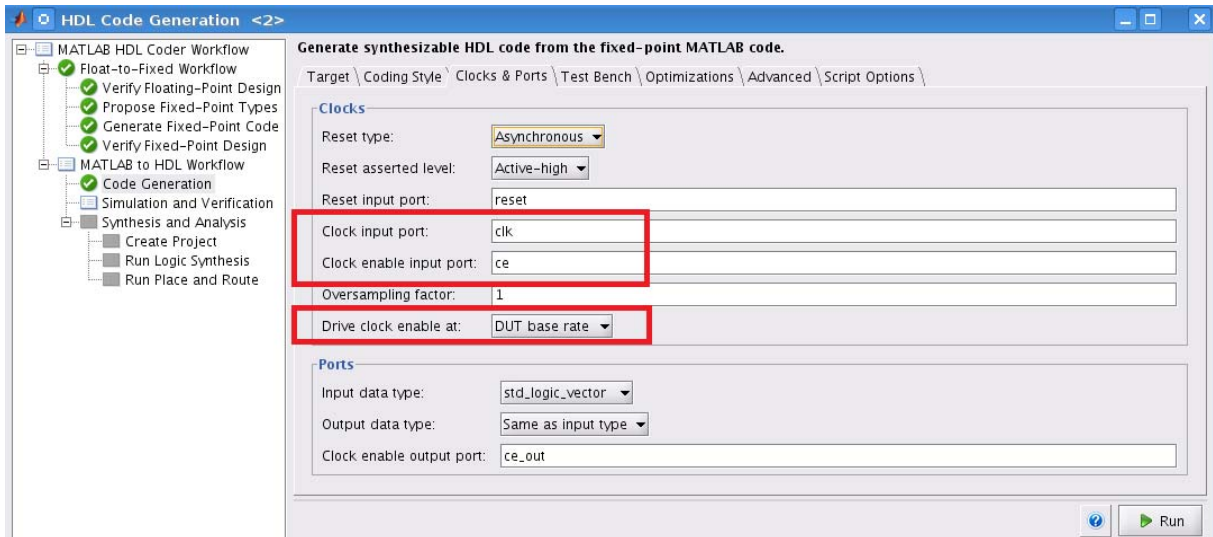 HDL Code Generation <2>
MATLAB HDL Coder Workflow
Float-to-Fixed Workflow
Verify Floating-Point Design
Propose Fixed-Point Types
Generate Fixed-Point Code
Verify Fixed-Point Design
MATLAB to HDL Workflow
Code Generation
Simulation and Verification
Synthesis and Analysis
Create Project
Run Logic Synthesis
Run Place and Route
Generate synthesizable HDL code from the fixed-point MATLAB code.
Target Coding Style Clocks & Ports Test Bench Optimizations Advanced Script Options
Clocks
Reset type: Asynchronous
Reset asserted level: Active-high
Reset input port: reset
Clock input port: clk
Clock enable input port: ce
Oversampling factor: 1
Drive clock enable at: DUT base rate
Ports
Input data type: std_logic_vector
Output data type: Same as input type
Clock enable output port: ce_out
? Run